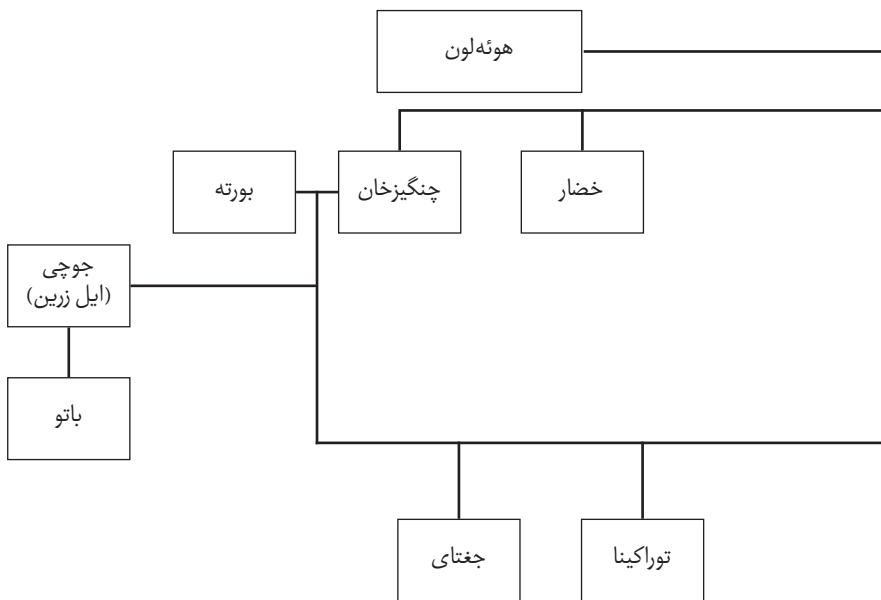 هوئه‌لون
خضار
چنگیزخان
بورته
جوچی
(ایل زرین)
باتو
توراکینا
جغتای